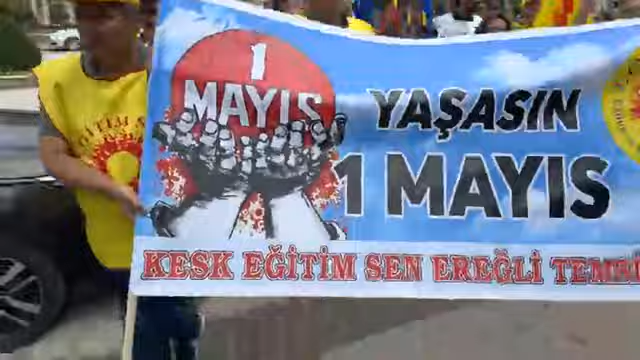 1
MAYIS
YAŞASIN
1 MAYIS
KESK EĞİTİM SEN EREĞLİ